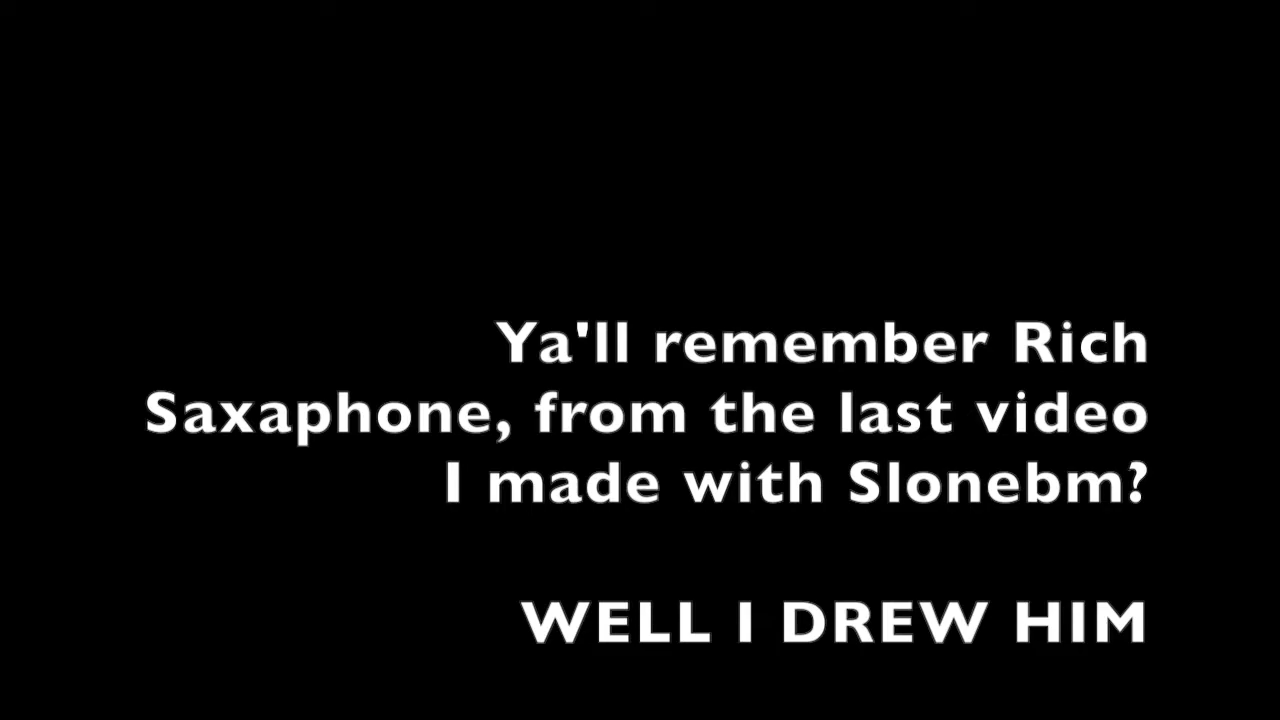 Ya'll remember Rich
Saxaphone, from the last video
I made with Slonebm?
WELL I DREW HIM